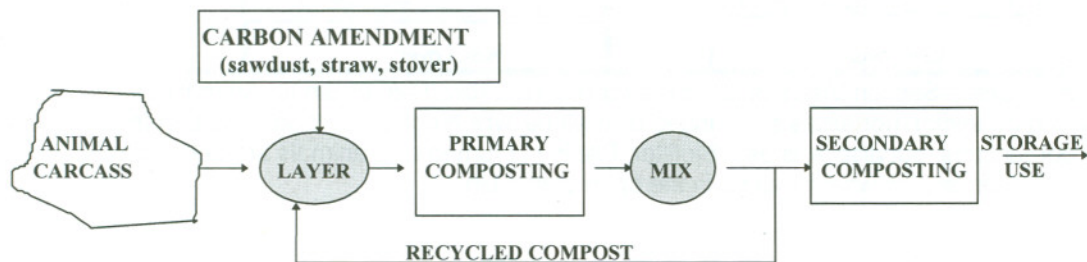 CARBON AMENDMENT
(sawdust, straw, stover)
ANIMAL
CARCASS
LAYER
PRIMARY
COMPOSTING
MIX
SECONDARY
COMPOSTING
STORAGE
USE
RECYCLED COMPOST